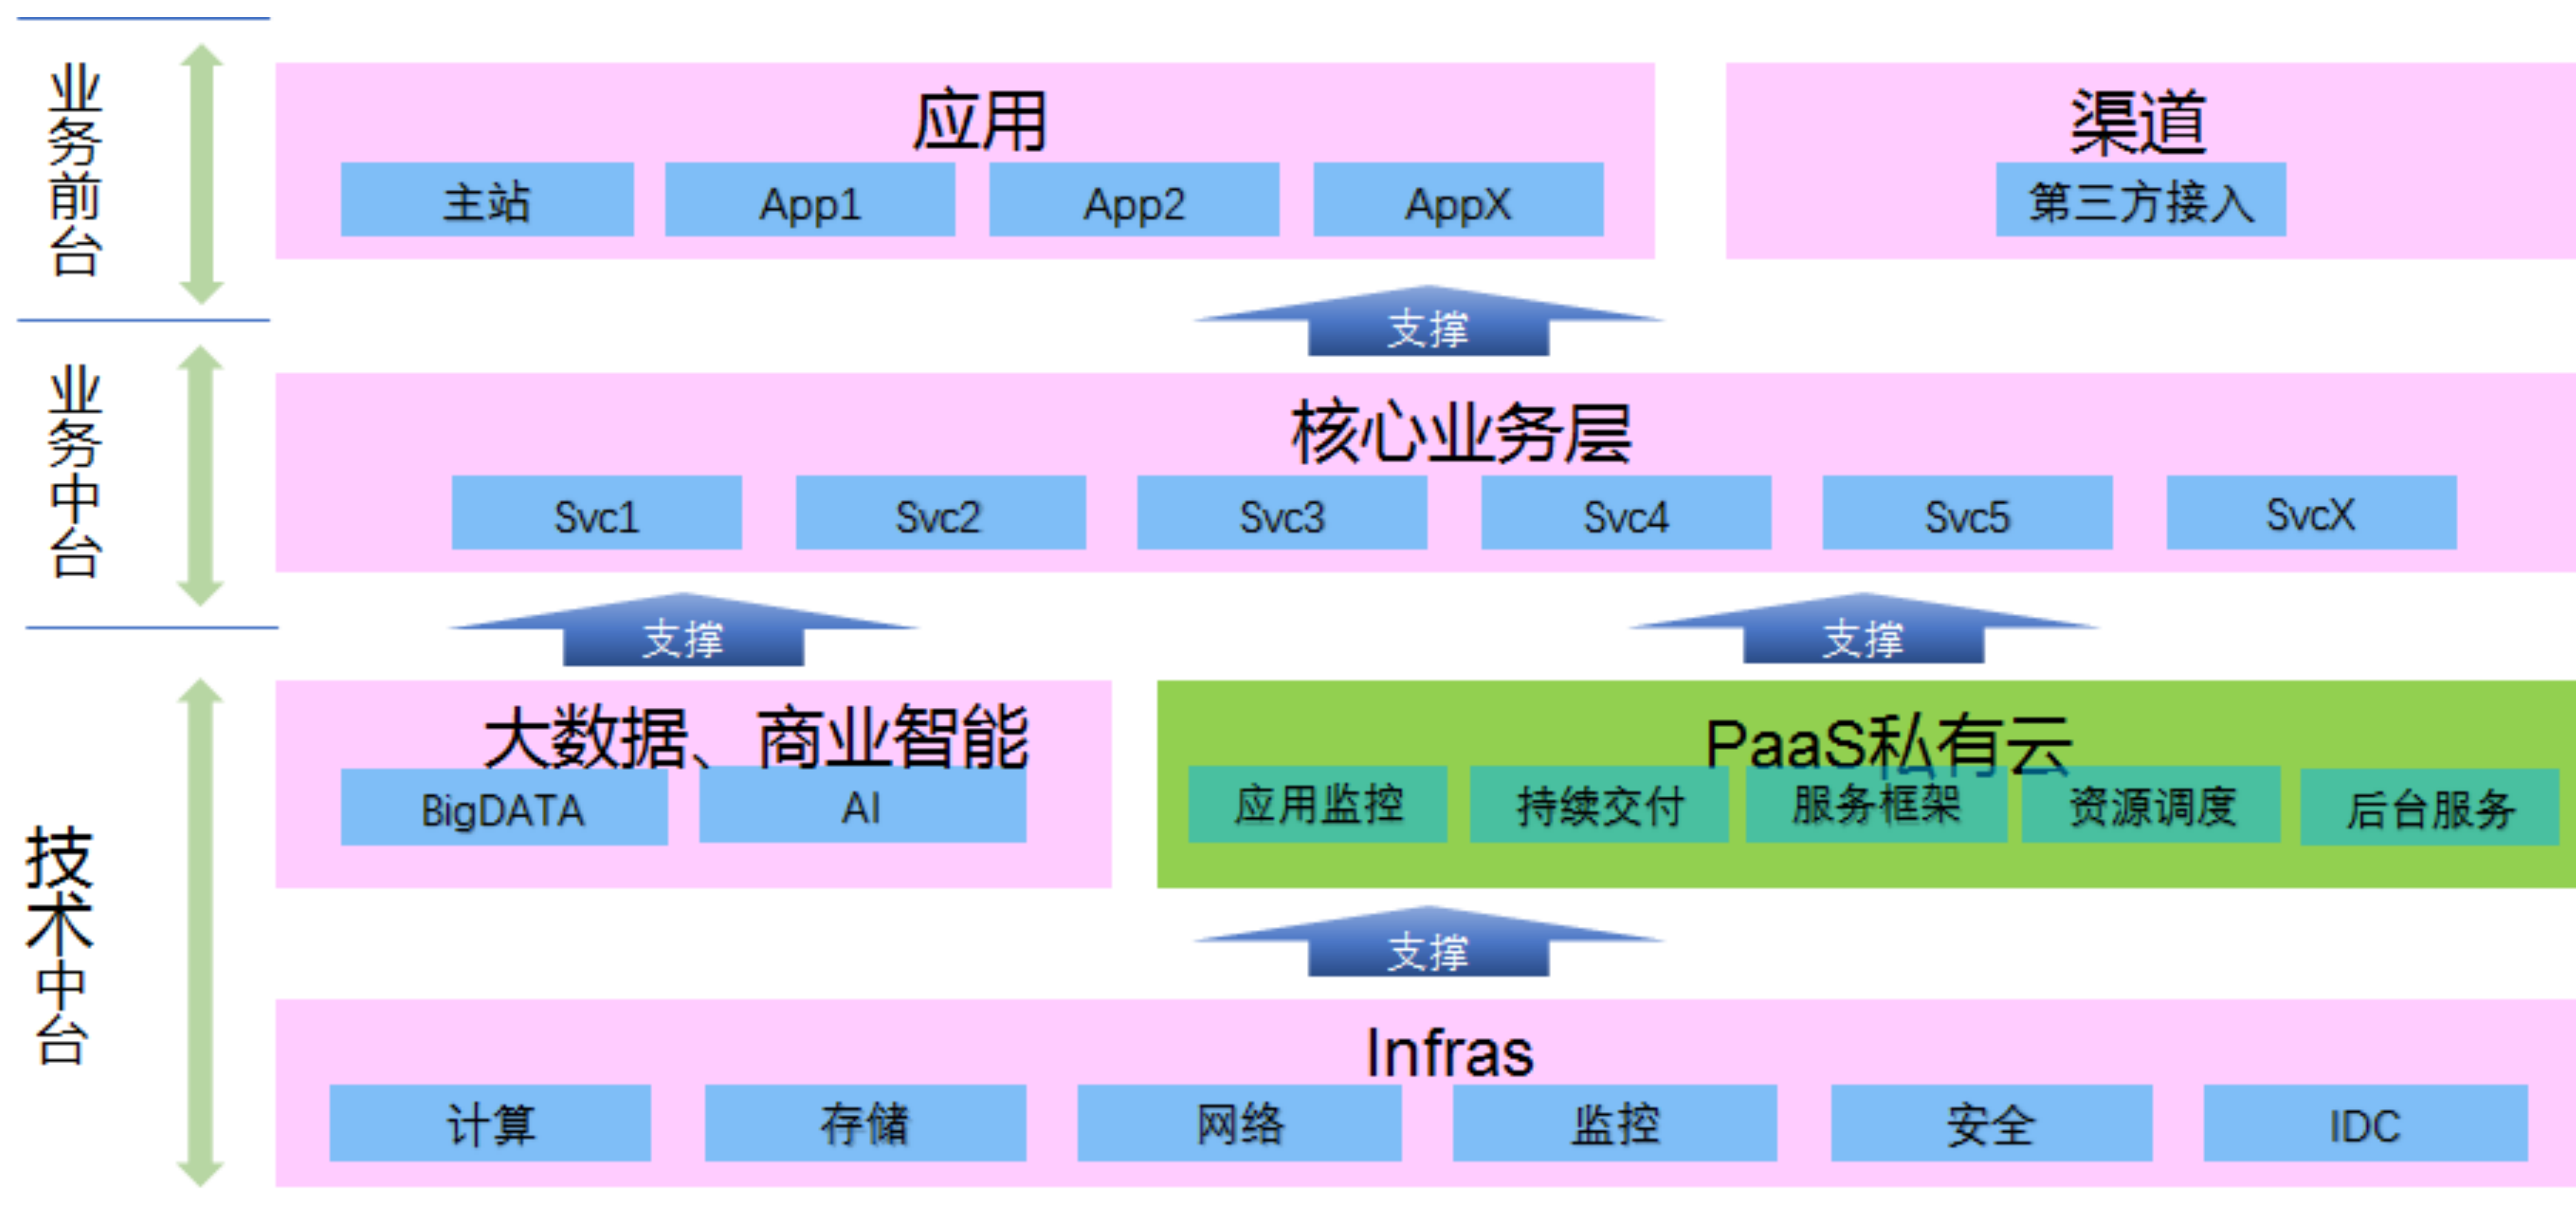 业务前台
应用
主站
App1
App2
AppX
渠道
第三方接入
支撑
业务中台
核心业务层
Svc1
Svc2
Svc3
Svc4
Svc5
SvcX
支撑
支撑
技术中台
大数据、商业智能
BigDATA
AI
PaaS私有云
应用监控
持续交付
服务框架
资源调度
后台服务
支撑
Infras
计算
存储
网络
监控
安全
IDC